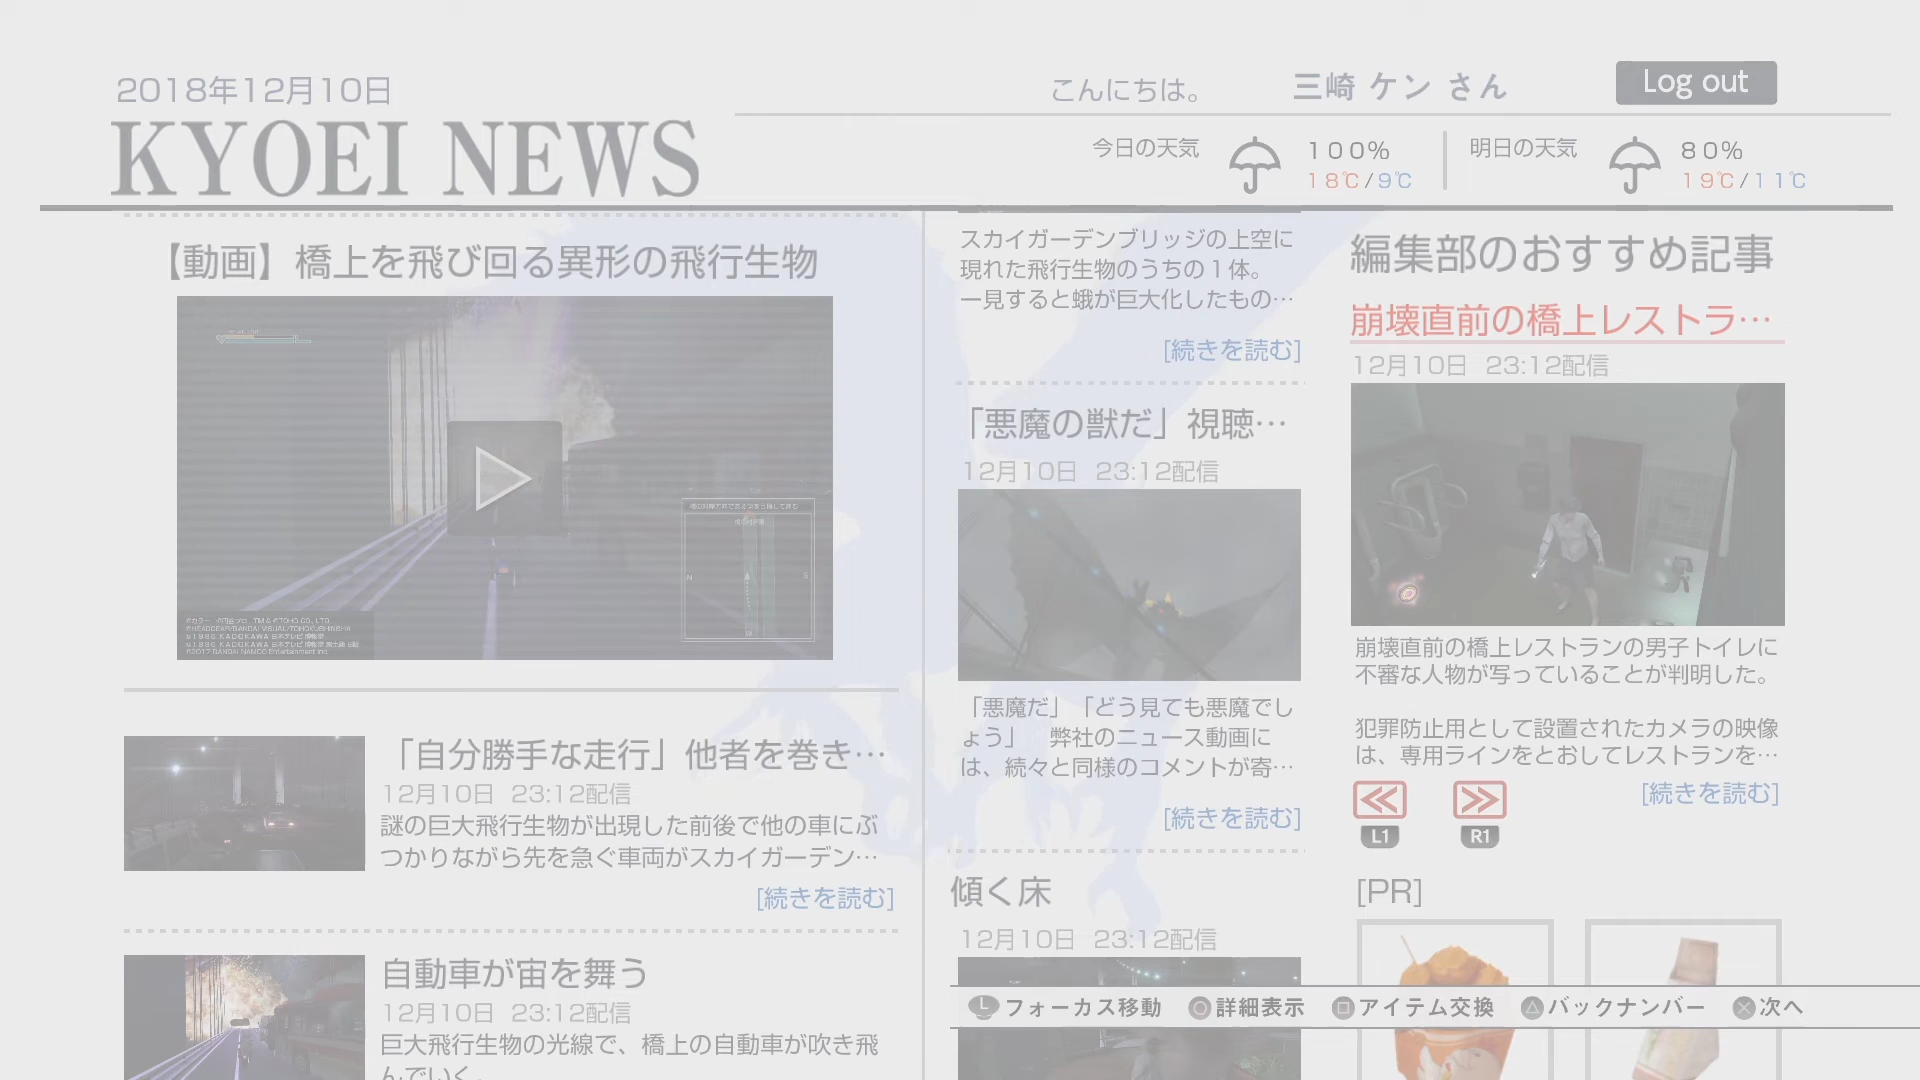 2018年12月10日
こんにちは。
三崎 ケン さん
Log out
KYOEI NEWS
今日の天気
100%
18℃/9℃
明日の天気
80%
19℃/11℃
【動画】橋上を飛び回る異形の飛行生物
「自分勝手な走行」他者を巻き…
12月10日 23:12配信
謎の巨大飛行生物が出現した前後で他の車にぶ
つかりながら先を急ぐ車両がスカイガーデン…
[続きを読む]
自動車が宙を舞う
12月10日 23:12配信
巨大飛行生物の光線で、橋上の自動車が吹き飛
んでいく。
スカイガーデンブリッジの上空に
現れた飛行生物のうちの1体。
一見すると蛾が巨大化したもの…
[続きを読む]
「悪魔の獣だ」視聴…
12月10日 23:12配信
「悪魔だ」「どう見ても悪魔でし
ょう」 弊社のニュース動画に
は、続々と同様のコメントが寄…
[続きを読む]
傾く床
12月10日 23:12配信
編集部のおすすめ記事
崩壊直前の橋上レストラ…
12月10日 23:12配信
崩壊直前の橋上レストランの男子トイレに
不審な人物が写っていることが判明した。
犯罪防止用として設置されたカメラの映像
は、専用ラインをとおしてレストランを…
[続きを読む]
L1
R1
[PR]
L フォーカス移動 詳細表示 アイテム交換 バックナンバー 次へ